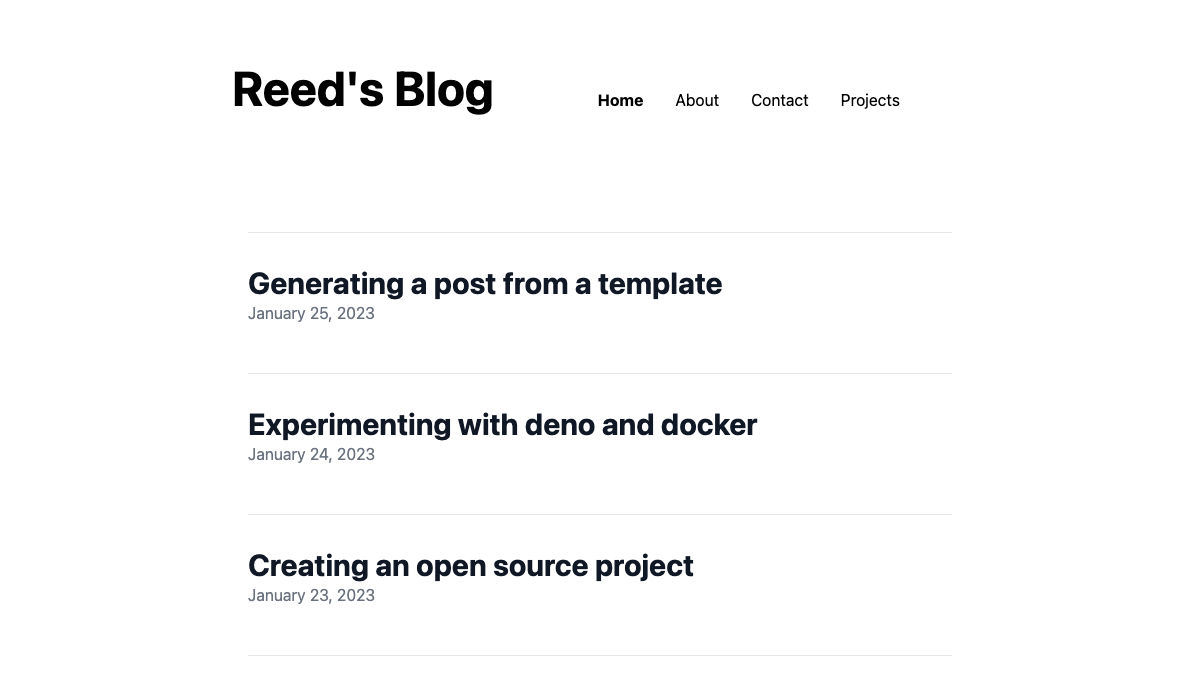 Reed's Blog
Home About Contact Projects
Generating a post from a template
January 25, 2023
Experimenting with deno and docker
January 24, 2023
Creating an open source project
January 23, 2023